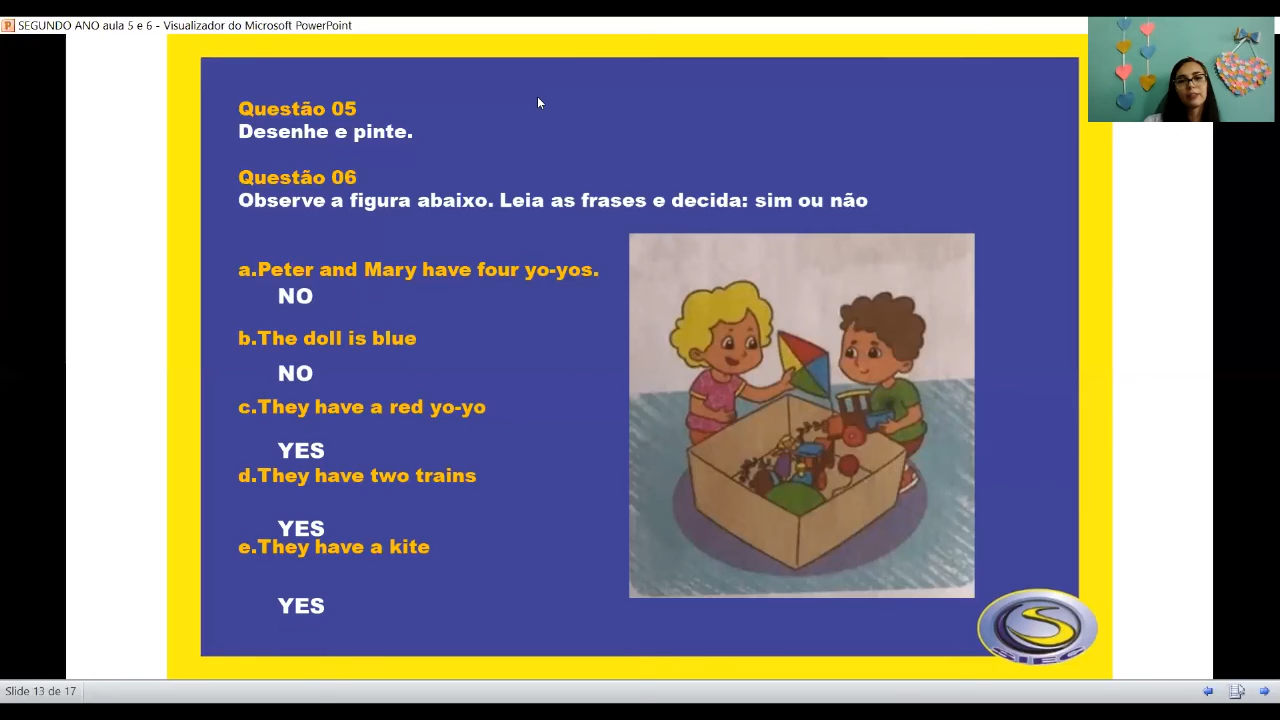 SEGUNDO ANO aula 5 e 6 - Visualizador do Microsoft PowerPoint
Questão 05
Desenhe e pinte.
Questão 06
Observe a figura abaixo. Leia as frases e decida: sim ou não
a.Peter and Mary have four yo-yos.
NO
b.The doll is blue
NO
c.They have a red yo-yo
YES
d.They have two trains
YES
e.They have a kite
YES
SIEC
Slide 13 de 17